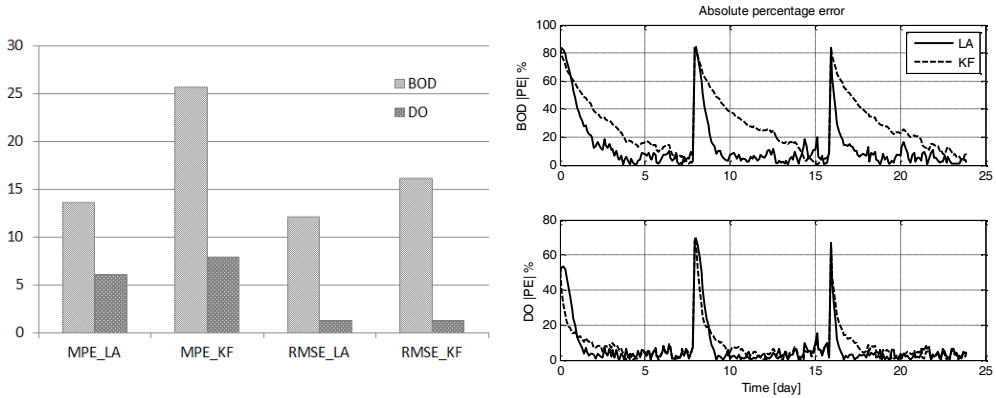 30
25
20
15
10
5
0
BOD
DO
MPE_LA MPE_KF RMSE_LA RMSE_KF
Absolute percentage error
BOD |PE| %
100
80
60
40
20
0
LA
KF
0 5 10 15 20 25
DO |PE| %
80
60
40
20
0
0 5 10 15 20 25
Time [day]